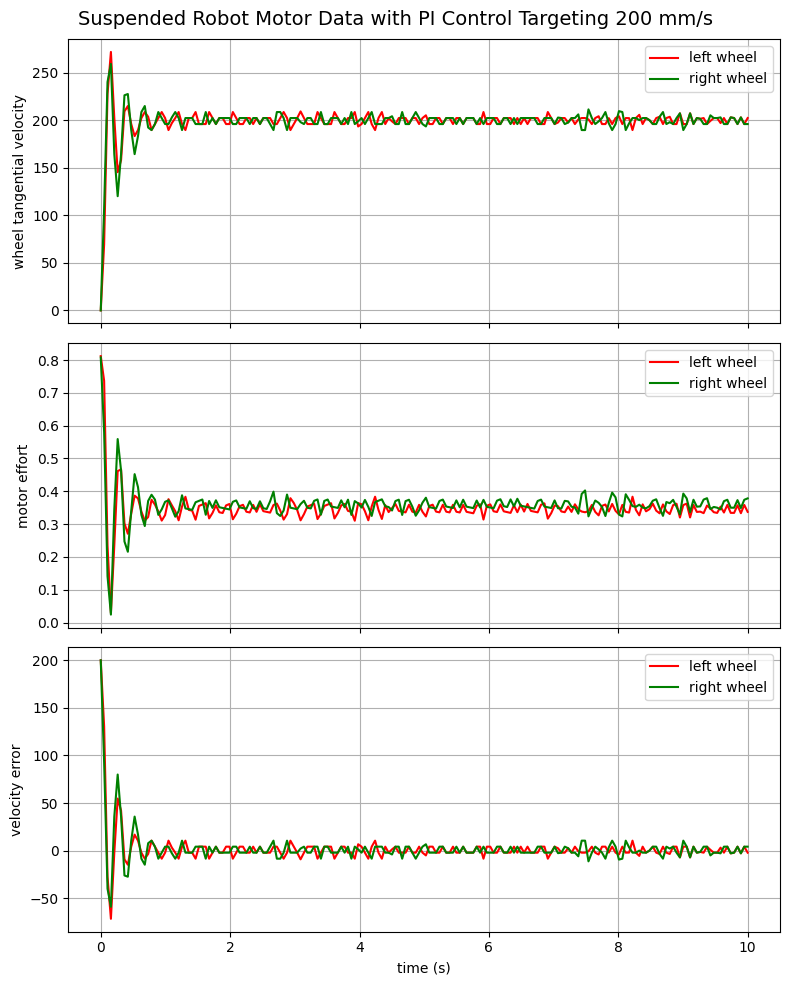 Suspended Robot Motor Data with PI Control Targeting 200 mm/s
wheel tangential velocity
250
200
150
100
50
0
left wheel
right wheel
motor effort
0.8
0.7
0.6
0.5
0.4
0.3
0.2
0.1
0.0
left wheel
right wheel
velocity error
200
150
100
50
0
−50
left wheel
right wheel
0 2 4 6 8 10
time (s)